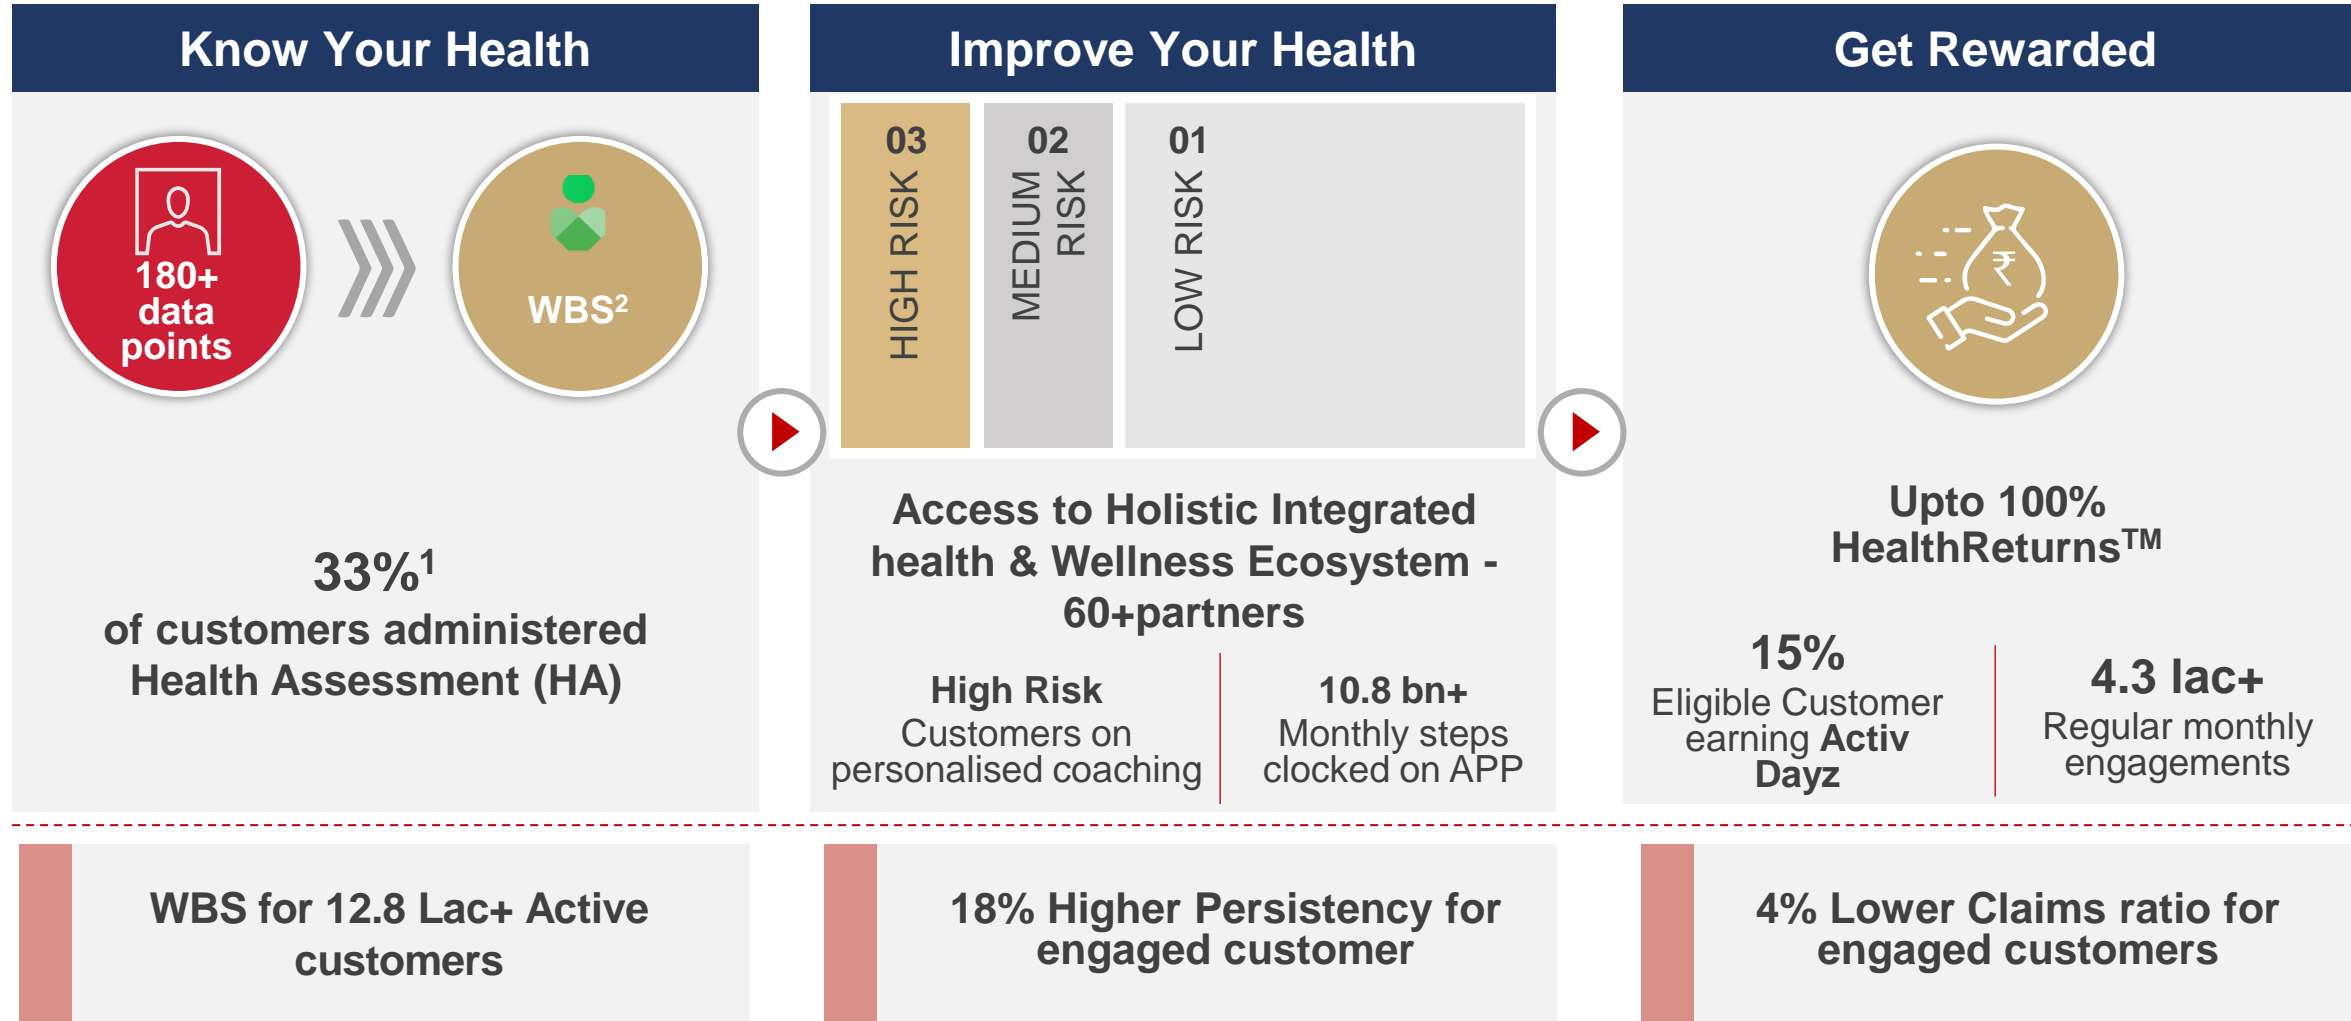 Know Your Health
180+
data
points
WBS²
33%¹
of customers administered
Health Assessment (HA)
Improve Your Health
03
HIGH RISK
02
MEDIUM
RISK
01
LOW RISK
Access to Holistic Integrated
health & Wellness Ecosystem -
60+partners
High Risk
Customers on
personalised coaching
10.8 bn+
Monthly steps
clocked on APP
Get Rewarded
₹
Upto 100%
HealthReturns™
15%
Eligible Customer
earning Activ
Dayz
4.3 lac+
Regular monthly
engagements
WBS for 12.8 Lac+ Active
customers
18% Higher Persistency for
engaged customer
4% Lower Claims ratio for
engaged customers